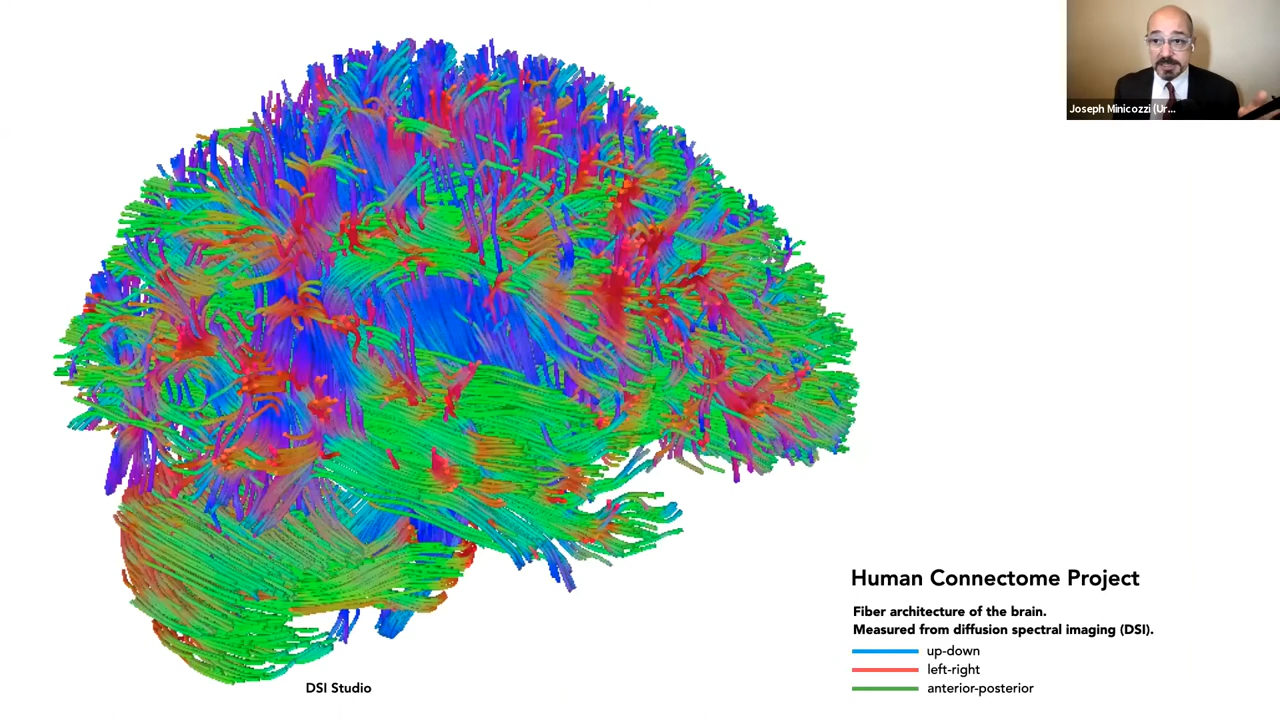 Joseph Minicozzi (Ur...
Human Connectome Project
Fiber architecture of the brain.
Measured from diffusion spectral imaging (DSI).
up-down
left-right
anterior-posterior
DSI Studio